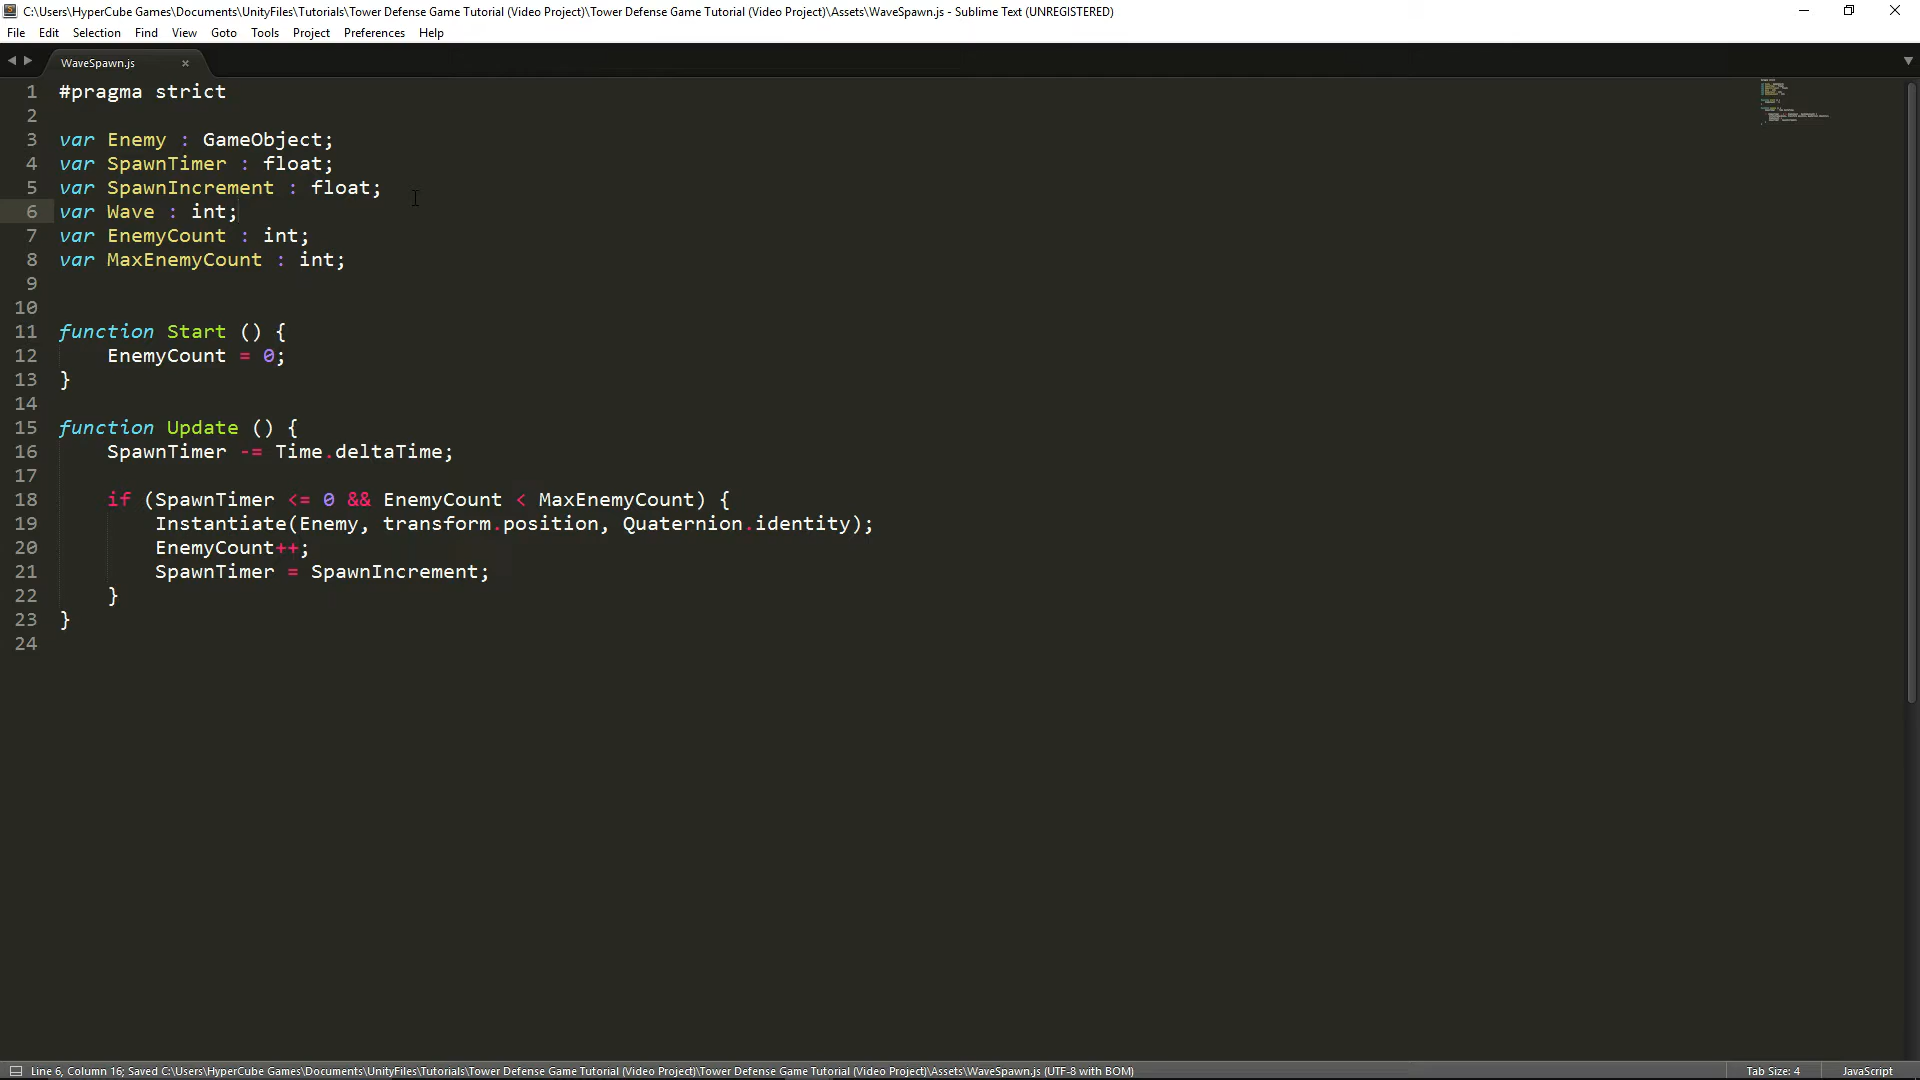 C:\Users\HyperCube Games\Documents\UnityFiles\Tutorials\Tower Defense Game Tutorial (Video Project)\Tower Defense Game Tutorial (Video Project)\Assets\WaveSpawn.js - Sublime Text (UNREGISTERED)
File Edit Selection Find View Goto Tools Project Preferences Help
WaveSpawn.js
1 #pragma strict
2
3 var Enemy : GameObject;
4 var SpawnTimer : float;
5 var SpawnIncrement : float;
6 var Wave : int;
7 var EnemyCount : int;
8 var MaxEnemyCount : int;
9
10
11 function Start () {
12     EnemyCount = 0;
13 }
14
15 function Update () {
16     SpawnTimer -= Time.deltaTime;
17
18     if (SpawnTimer <= 0 && EnemyCount < MaxEnemyCount) {
19         Instantiate(Enemy, transform.position, Quaternion.identity);
20         EnemyCount++;
21         SpawnTimer = SpawnIncrement;
22     }
23 }
24
Line 6, Column 16; Saved C:\Users\HyperCube Games\Documents\UnityFiles\Tutorials\Tower Defense Game Tutorial (Video Project)\Tower Defense Game Tutorial (Video Project)\Assets\WaveSpawn.js (UTF-8 with BOM) Tab Size: 4 JavaScript